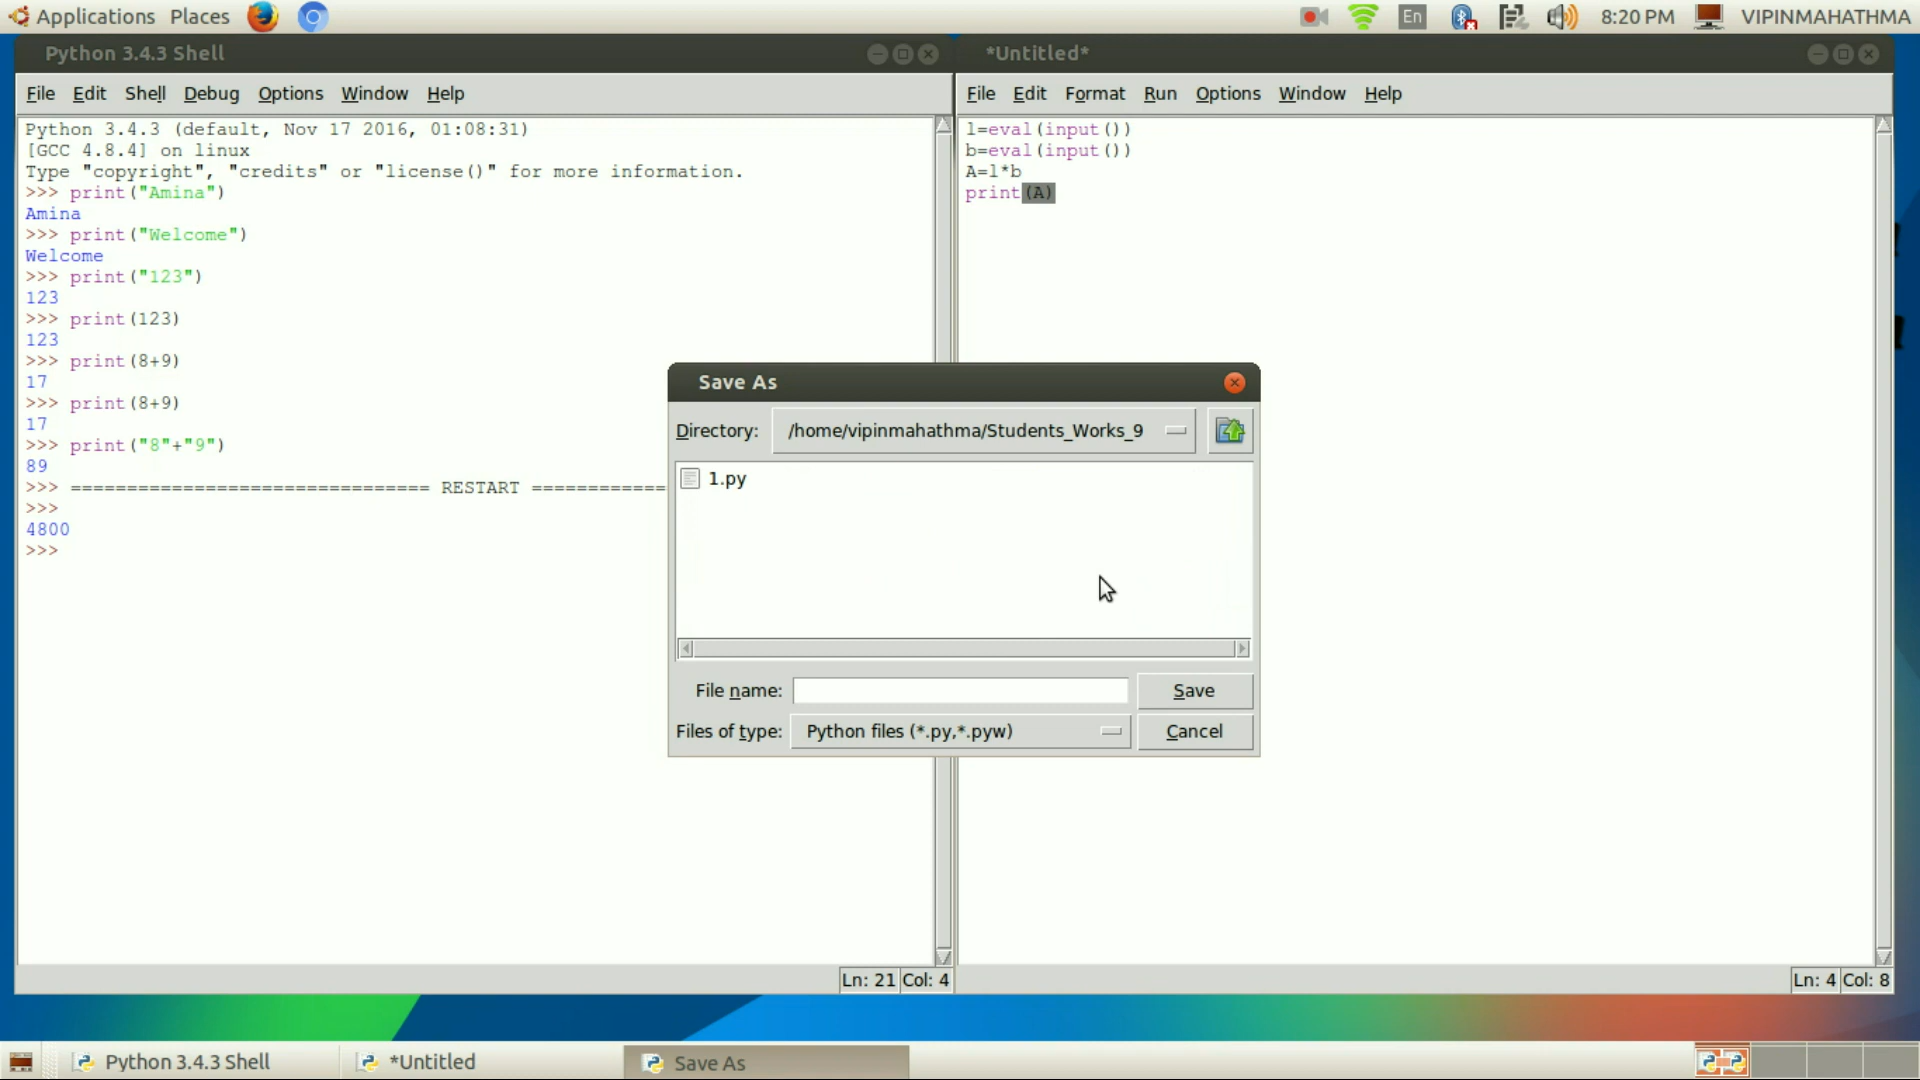 Applications Places
En
8:20 PM
VIPINMAHATHMA
Python 3.4.3 Shell
File Edit Shell Debug Options Window Help
Python 3.4.3 (default, Nov 17 2016, 01:08:31)
[GCC 4.8.4] on linux
Type "copyright", "credits" or "license()" for more information.
>>> print("Amina")
Amina
>>> print("Welcome")
Welcome
>>> print("123")
123
>>> print(123)
123
>>> print(8+9)
17
>>> print(8+9)
17
>>> print("8"+"9")
89
>>> ================================ RESTART ============
>>>
4800
>>>
Ln: 21 Col: 4
*Untitled*
File Edit Format Run Options Window Help
l=eval(input())
b=eval(input())
A=l*b
print(A)
Ln: 4 Col: 8
Save As
Directory: /home/vipinmahathma/Students_Works_9
1.py
File name:
Save
Files of type: Python files (*.py,*.pyw)
Cancel
Python 3.4.3 Shell
*Untitled
Save As